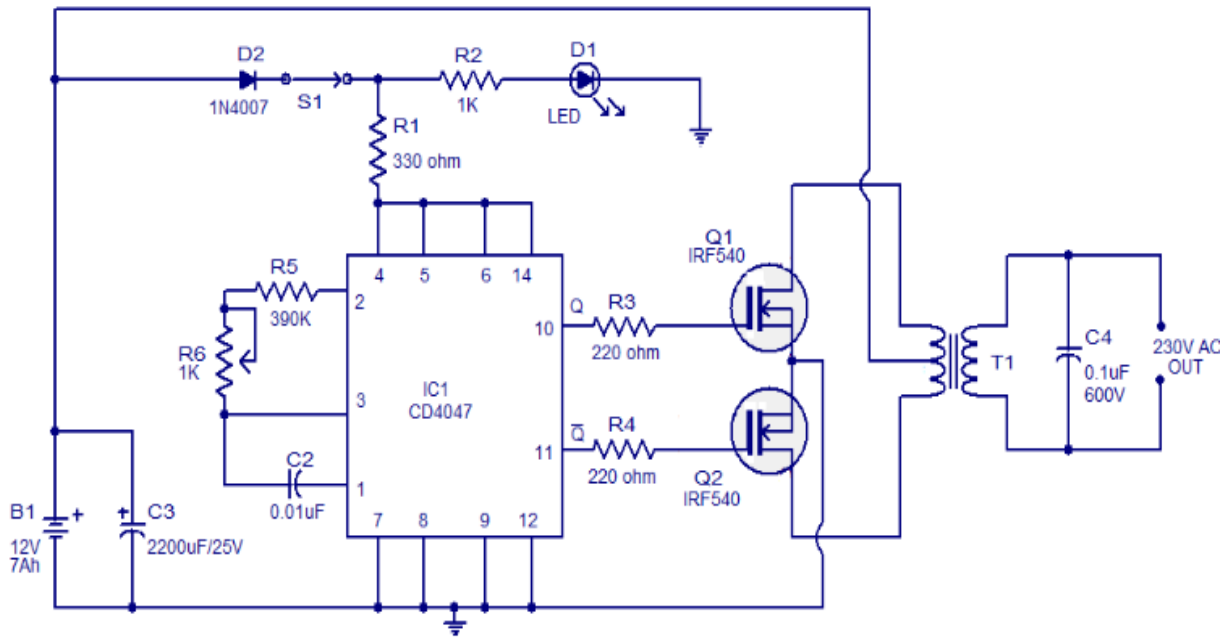 D2
1N4007
S1
R2
1K
D1
LED
R1
330 ohm
Q1
IRF540
4 5 6 14
R5
390K
2
Q
10
R3
220 ohm
R6
1K
IC1
CD4047
3
T1
C4
0.1uF
600V
230V AC
OUT
Q̅
11
R4
220 ohm
Q2
IRF540
C2
0.01uF
1
B1
+
12V
7Ah
+
C3
2200uF/25V
7 8 9 12